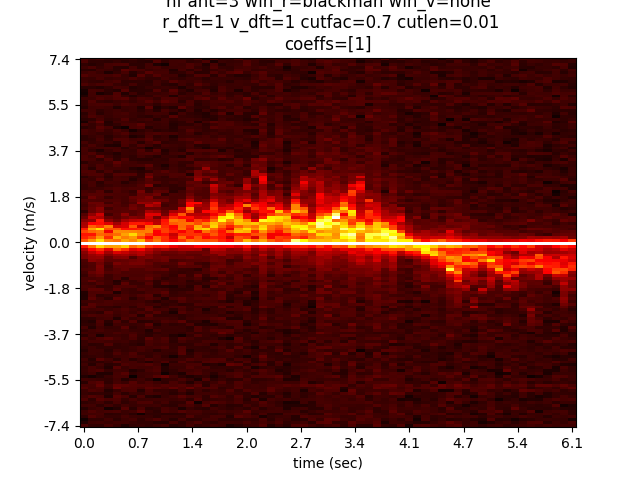 win_r=blackman win_v=none
r_dft=1 v_dft=1 cutfac=0.7 cutlen=0.01
coeffs=[1]
7.4
5.5
3.7
1.8
0.0
-1.8
-3.7
-5.5
-7.4
velocity (m/s)
0.0 0.7 1.4 2.0 2.7 3.4 4.1 4.7 5.4 6.1
time (sec)